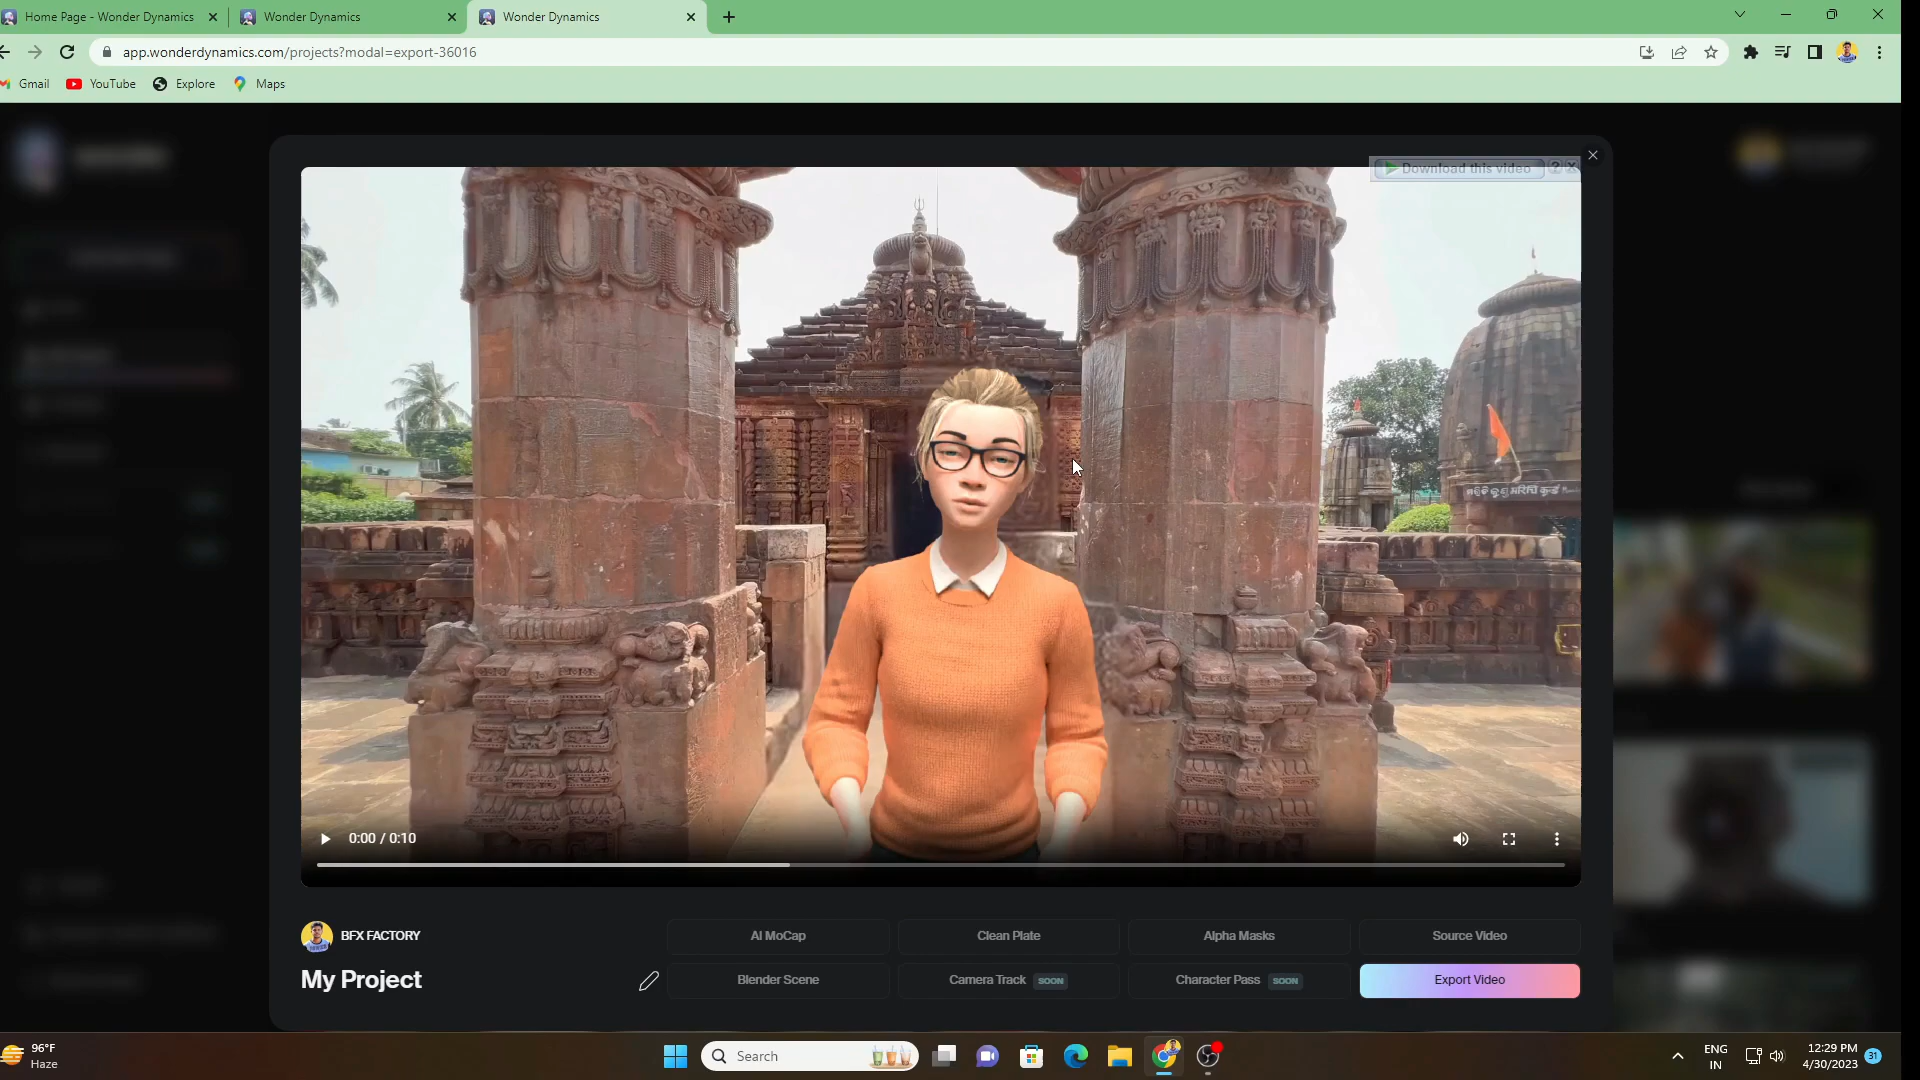 Home Page - Wonder Dynamics
Wonder Dynamics
Wonder Dynamics
app.wonderdynamics.com/projects?modal=export-36016
Gmail
YouTube
Explore
Maps
Download this video
?
0:00 / 0:10
BFX FACTORY
My Project
AI MoCap
Clean Plate
Alpha Masks
Source Video
Blender Scene
Camera Track SOON
Character Pass SOON
Export Video
96°F
Haze
Search
ENG
IN
12:29 PM
4/30/2023
31